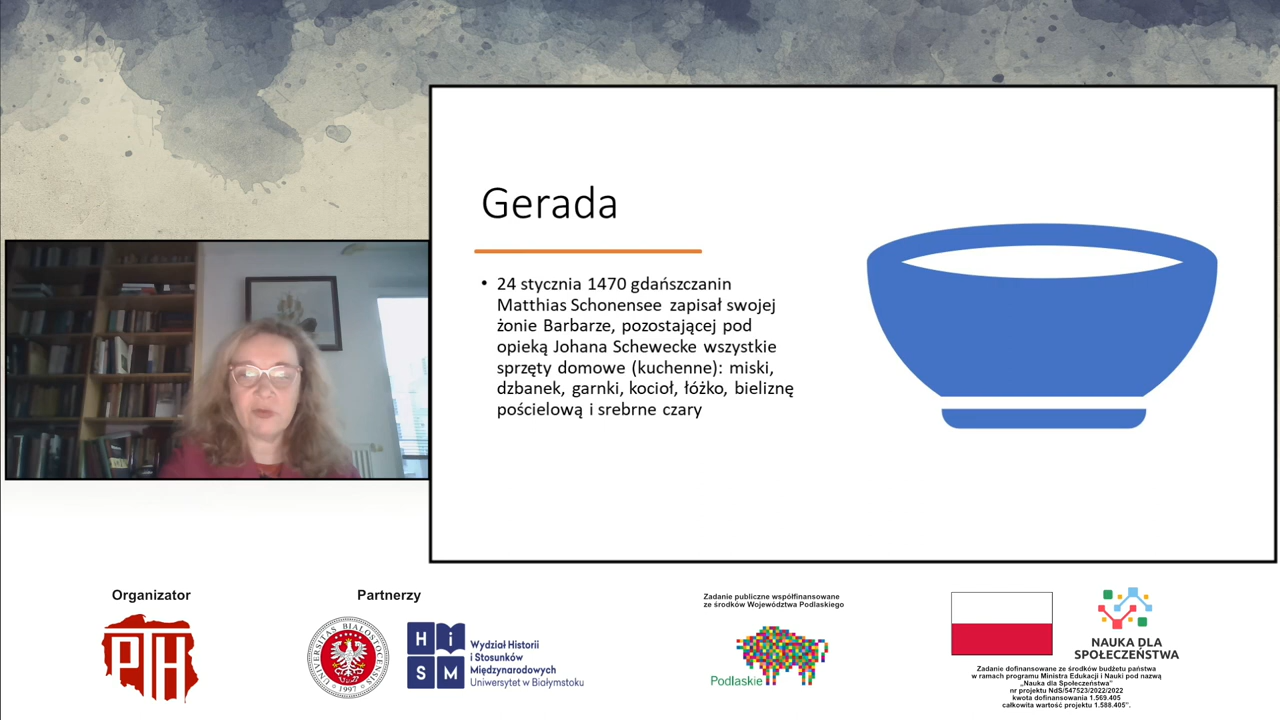 Gerada
• 24 stycznia 1470 gdańszczanin
Matthias Schonensee zapisał swojej
żonie Barbarze, pozostającej pod
opieką Johana Schewecke wszystkie
sprzęty domowe (kuchenne): miski,
dzbanek, garnki, kocioł, łóżko, bieliznę
pościelową i srebrne czary
Organizator
PTH
Partnerzy
UNIVERSITAS BIALOSTOCENSIS
1997
H i
S M
Wydział Historii
i Stosunków
Międzynarodowych
Uniwersytet w Białymstoku
Zadanie publiczne współfinansowane
ze środków Województwa Podlaskiego
Podlaskie
NAUKA DLA
SPOŁECZEŃSTWA
Zadanie dofinansowane ze środków budżetu państwa
w ramach programu Ministra Edukacji i Nauki pod nazwą
„Nauka dla Społeczeństwa"
nr projektu NdS/547523/2022/2022
kwota dofinansowania 1.569.405
całkowita wartość projektu 1.588.405".